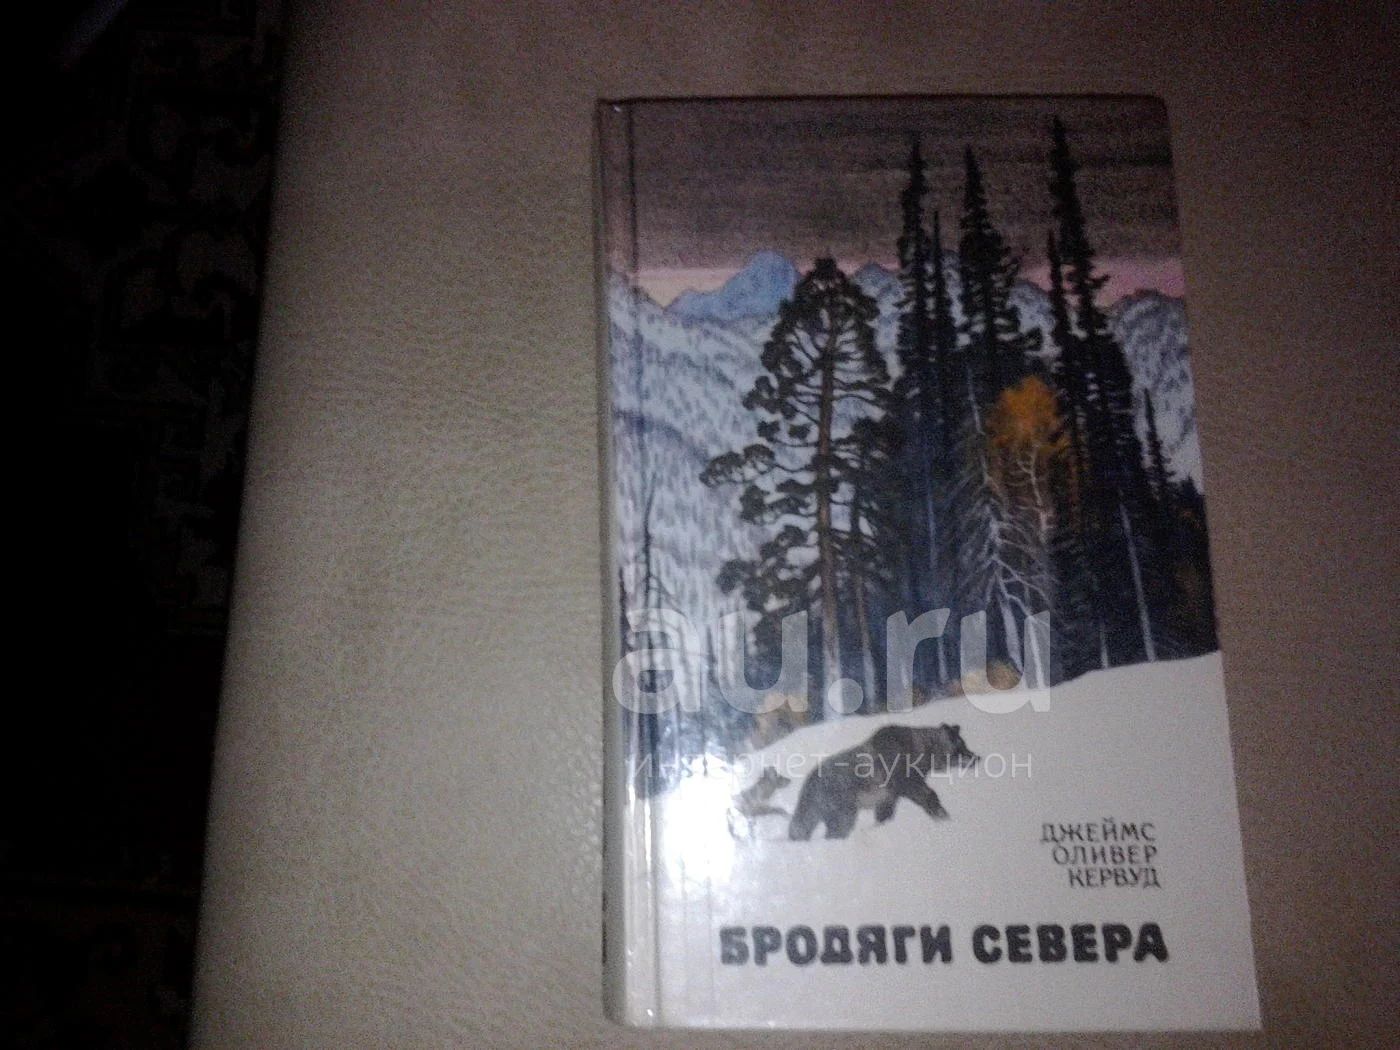 au.ru
интернет-аукцион
ДЖЕЙМС
ОЛИВЕР
КЕРВУД
БРОДЯГИ СЕВЕРА